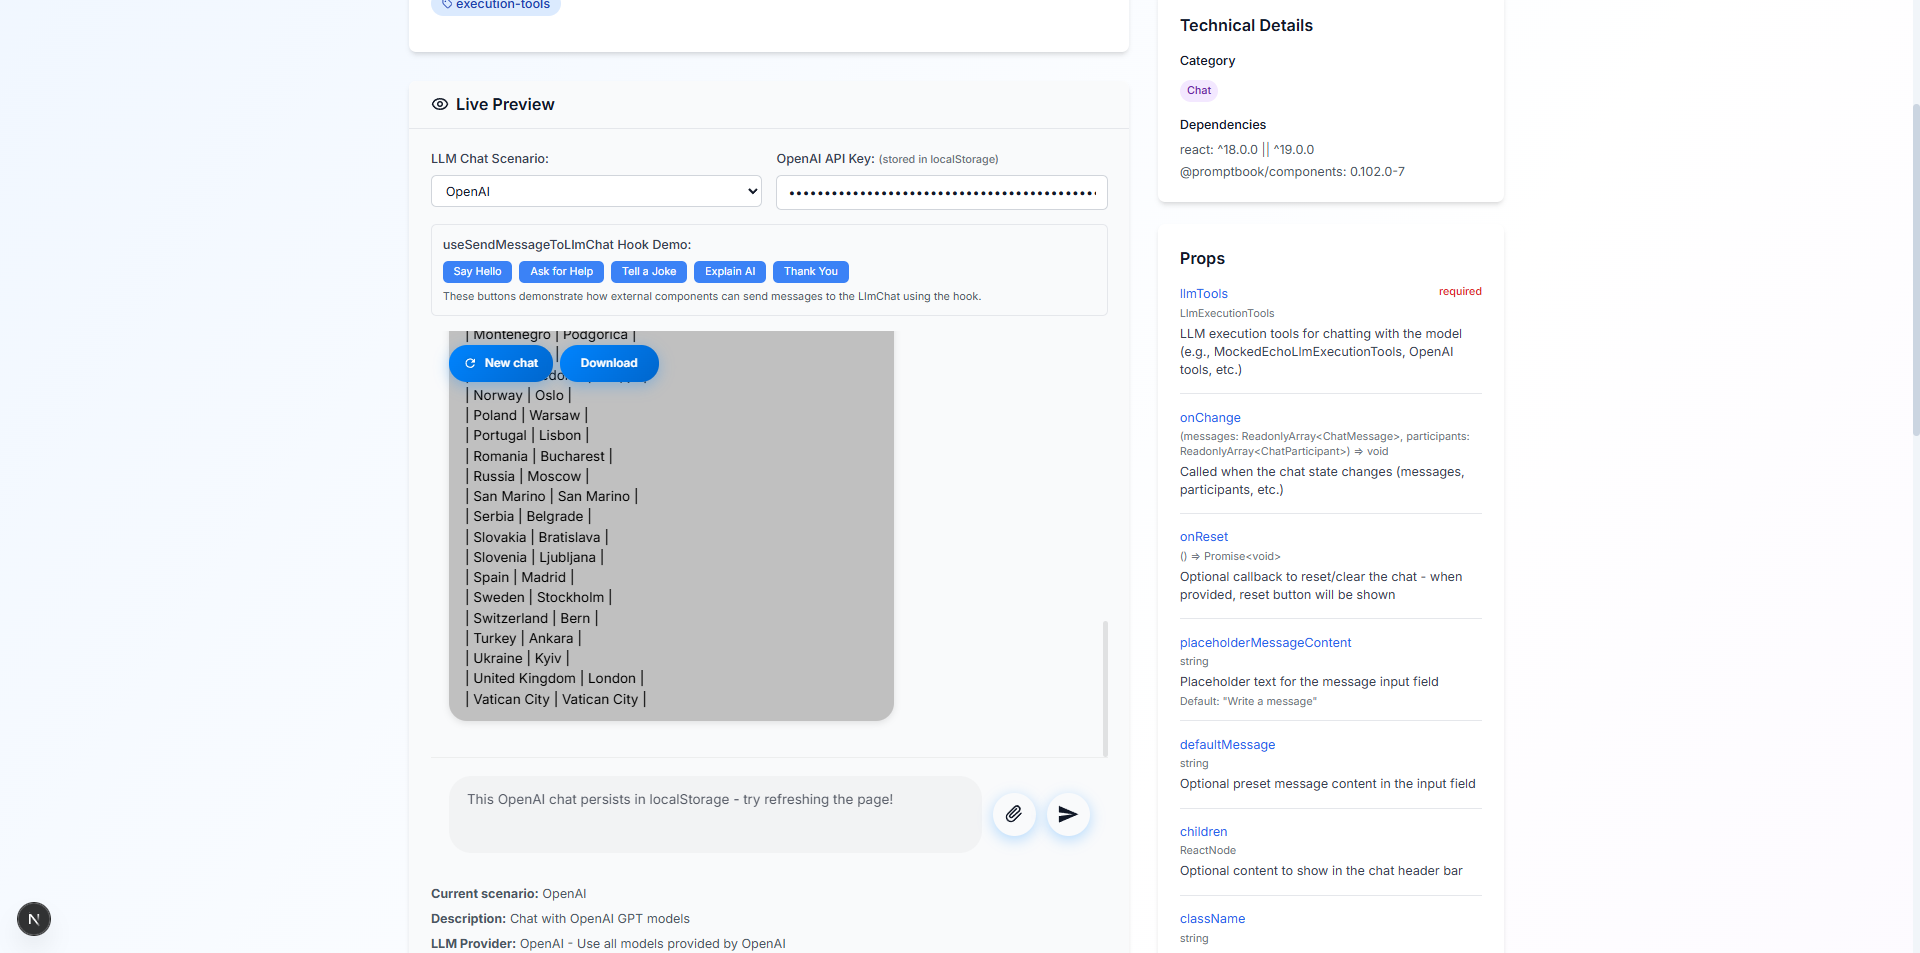 execution-tools
Live Preview
LLM Chat Scenario:
OpenAI
OpenAI API Key: (stored in localStorage)
••••••••••••••••••••••••••••••••••••••••••••
useSendMessageToLlmChat Hook Demo:
Say Hello
Ask for Help
Tell a Joke
Explain AI
Thank You
These buttons demonstrate how external components can send messages to the LlmChat using the hook.
| Montenegro | Podgorica |
New chat
Download
| Norway | Oslo |
| Poland | Warsaw |
| Portugal | Lisbon |
| Romania | Bucharest |
| Russia | Moscow |
| San Marino | San Marino |
| Serbia | Belgrade |
| Slovakia | Bratislava |
| Slovenia | Ljubljana |
| Spain | Madrid |
| Sweden | Stockholm |
| Switzerland | Bern |
| Turkey | Ankara |
| Ukraine | Kyiv |
| United Kingdom | London |
| Vatican City | Vatican City |
This OpenAI chat persists in localStorage - try refreshing the page!
Current scenario: OpenAI
Description: Chat with OpenAI GPT models
LLM Provider: OpenAI - Use all models provided by OpenAI
N
Technical Details
Category
Chat
Dependencies
react: ^18.0.0 || ^19.0.0
@promptbook/components: 0.102.0-7
Props
llmTools
required
LlmExecutionTools
LLM execution tools for chatting with the model
(e.g., MockedEchoLlmExecutionTools, OpenAI
tools, etc.)
onChange
(messages: ReadonlyArray<ChatMessage>, participants:
ReadonlyArray<ChatParticipant>) => void
Called when the chat state changes (messages,
participants, etc.)
onReset
() => Promise<void>
Optional callback to reset/clear the chat - when
provided, reset button will be shown
placeholderMessageContent
string
Placeholder text for the message input field
Default: "Write a message"
defaultMessage
string
Optional preset message content in the input field
children
ReactNode
Optional content to show in the chat header bar
className
string